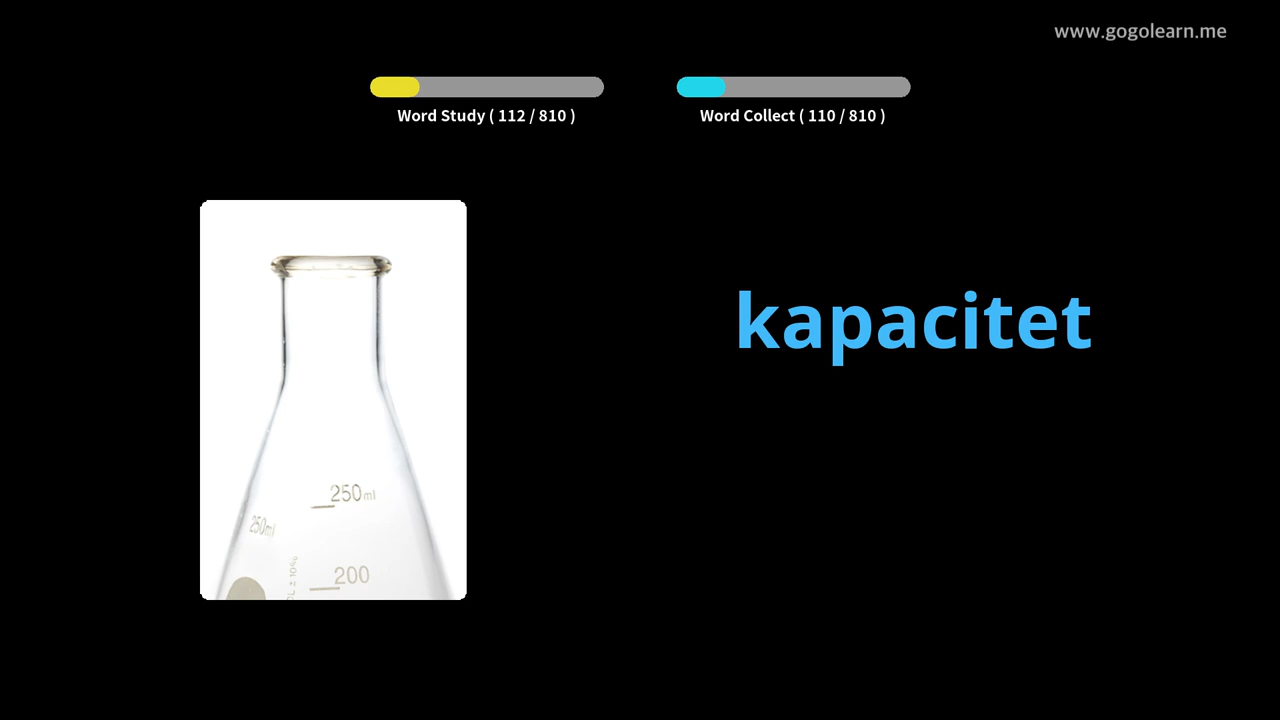 www.gogolearn.me
Word Study ( 112 / 810 )
Word Collect ( 110 / 810 )
kapacitet
250ml
250ml
200